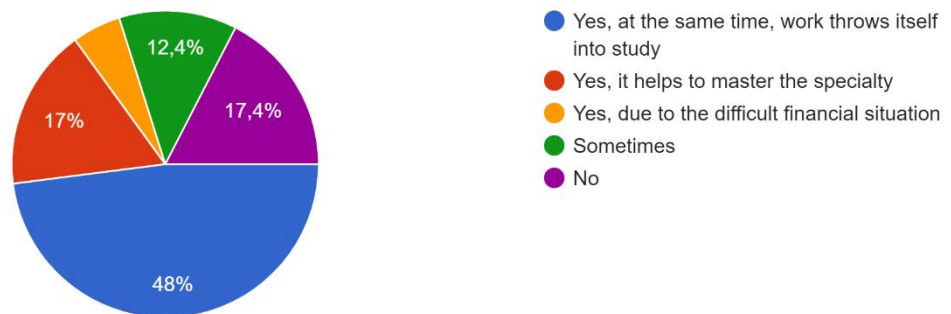 12,4%
17%
17,4%
48%
Yes, at the same time, work throws itself
into study
Yes, it helps to master the specialty
Yes, due to the difficult financial situation
Sometimes
No